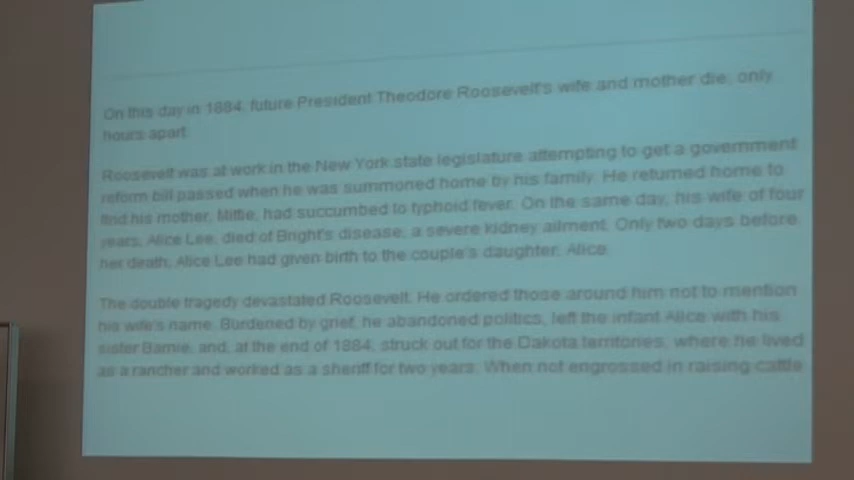 On this day in 1884, future President Theodore Roosevelt's wife and mother die, only
hours apart.
Roosevelt was at work in the New York state legislature attempting to get a government
reform bill passed when he was summoned home by his family. He returned home to
find his mother, Mittie, had succumbed to typhoid fever. On the same day, his wife of four
years, Alice Lee, died of Bright's disease, a severe kidney ailment. Only two days before
her death, Alice Lee had given birth to the couple's daughter, Alice.
The double tragedy devastated Roosevelt. He ordered those around him not to mention
his wife's name. Burdened by grief, he abandoned politics, left the infant Alice with his
sister Bamie, and, at the end of 1884, struck out for the Dakota territories, where he lived
as a rancher and worked as a sheriff for two years. When not engrossed in raising cattle